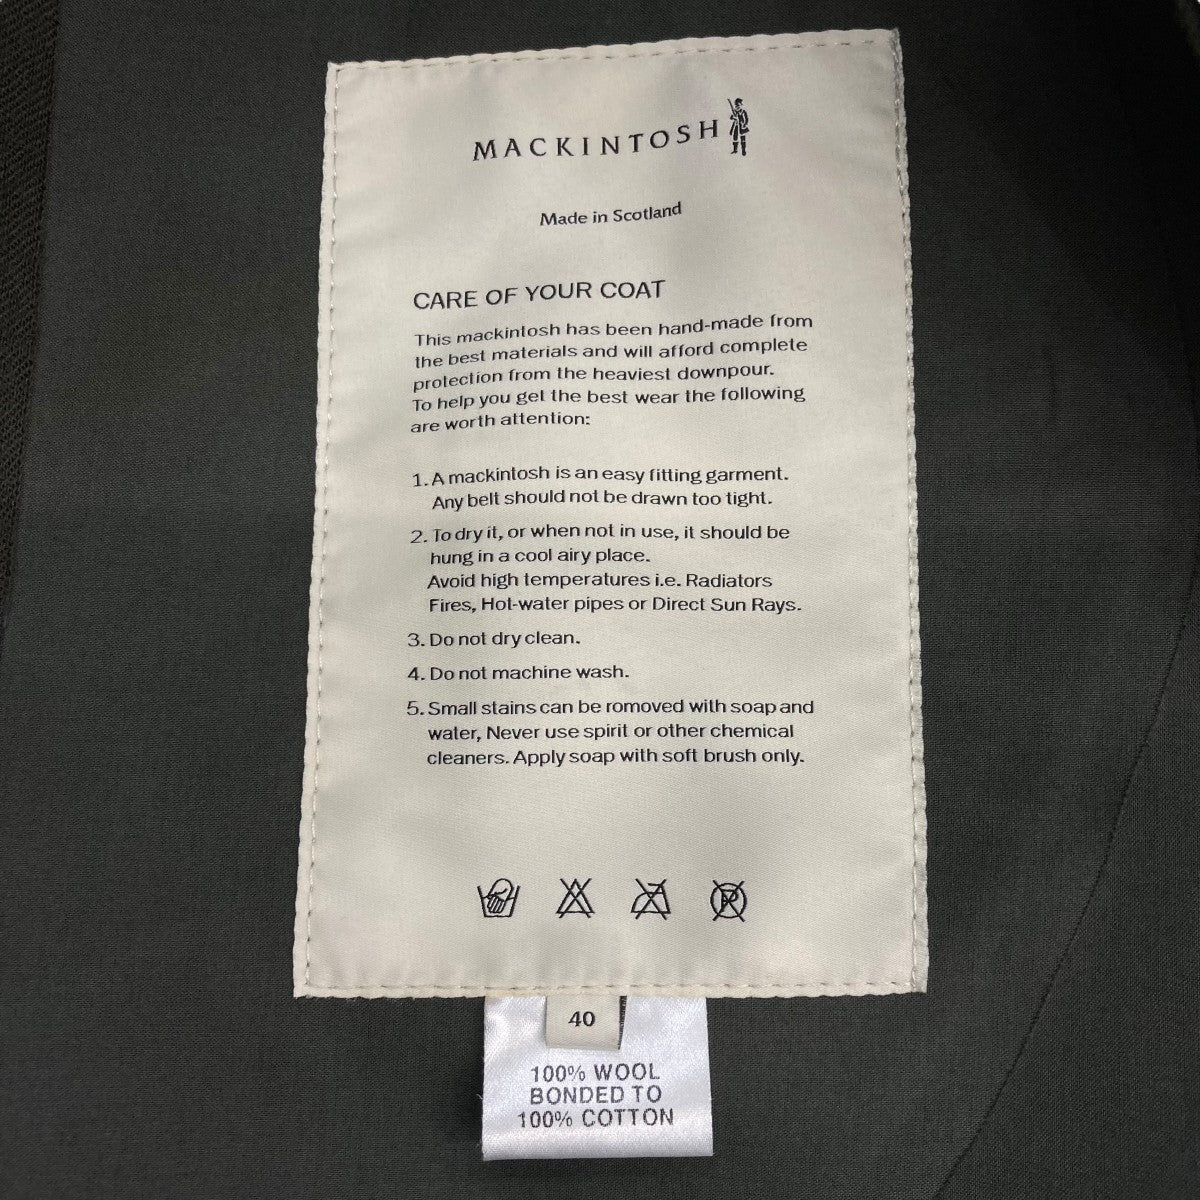 MACKINTOSH
Made in Scotland
CARE OF YOUR COAT
This mackintosh has been hand-made from
the best materials and will afford complete
protection from the heaviest downpour.
To help you get the best wear the following
are worth attention:
1. A mackintosh is an easy fitting garment.
Any belt should not be drawn too tight.
2. To dry it, or when not in use, it should be
hung in a cool airy place.
Avoid high temperatures i.e. Radiators
Fires, Hot-water pipes or Direct Sun Rays.
3. Do not dry clean.
4. Do not machine wash.
5. Small stains can be romoved with soap and
water, Never use spirit or other chemical
cleaners. Apply soap with soft brush only.
P
40
100% WOOL
BONDED TO
100% COTTON